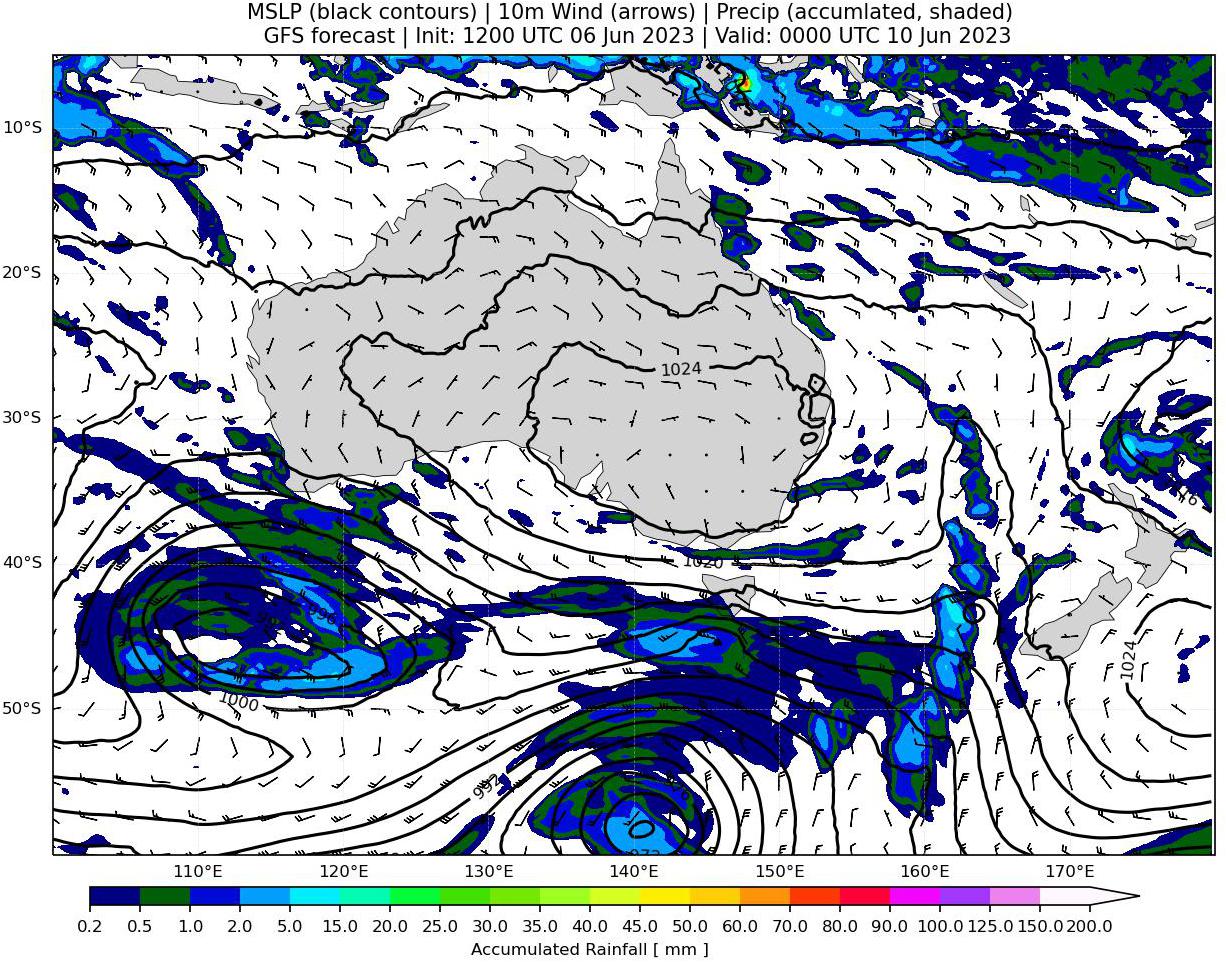 MSLP (black contours) | 10m Wind (arrows) | Precip (accumlated, shaded)
GFS forecast | Init: 1200 UTC 06 Jun 2023 | Valid: 0000 UTC 10 Jun 2023
10°S
20°S
1024
30°S
40°S
1020
1024
1000
50°S
992
110°E 120°E 130°E 140°E 150°E 160°E 170°E
0.2 0.5 1.0 2.0 5.0 10.0 15.0 20.0 25.0 30.0 35.0 40.0 45.0 50.0 60.0 70.0 80.0 90.0 100.0 125.0 150.0 200.0
Accumulated Rainfall [ mm ]